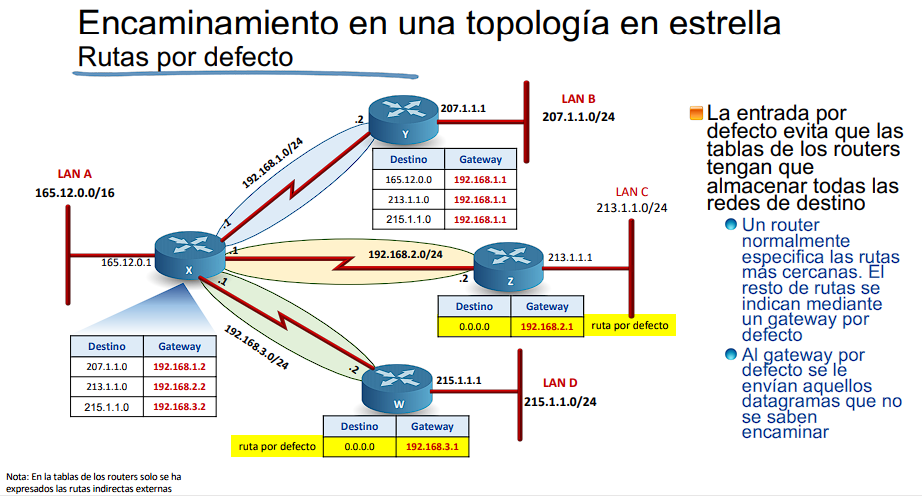 Encaminamiento en una topología en estrella
Rutas por defecto
LAN A
165.12.0.0/16
165.12.0.1
X
.1
.1
.1
Destino Gateway
207.1.1.0 192.168.1.2
213.1.1.0 192.168.2.2
215.1.1.0 192.168.3.2
192.168.1.0/24
.2
Y
207.1.1.1
LAN B
207.1.1.0/24
Destino Gateway
165.12.0.0 192.168.1.1
213.1.1.0 192.168.1.1
215.1.1.0 192.168.1.1
192.168.2.0/24
.2
Z
213.1.1.1
LAN C
213.1.1.0/24
Destino Gateway
0.0.0.0 192.168.2.1 ruta por defecto
192.168.3.0/24
.2
W
215.1.1.1
LAN D
215.1.1.0/24
Destino Gateway
ruta por defecto 0.0.0.0 192.168.3.1
La entrada por
defecto evita que las
tablas de los routers
tengan que
almacenar todas las
redes de destino
Un router
normalmente
especifica las rutas
más cercanas. El
resto de rutas se
indican mediante
un gateway por
defecto
Al gateway por
defecto se le
envían aquellos
datagramas que no
se saben
encaminar
Nota: En la tablas de los routers solo se ha
expresados las rutas indirectas externas